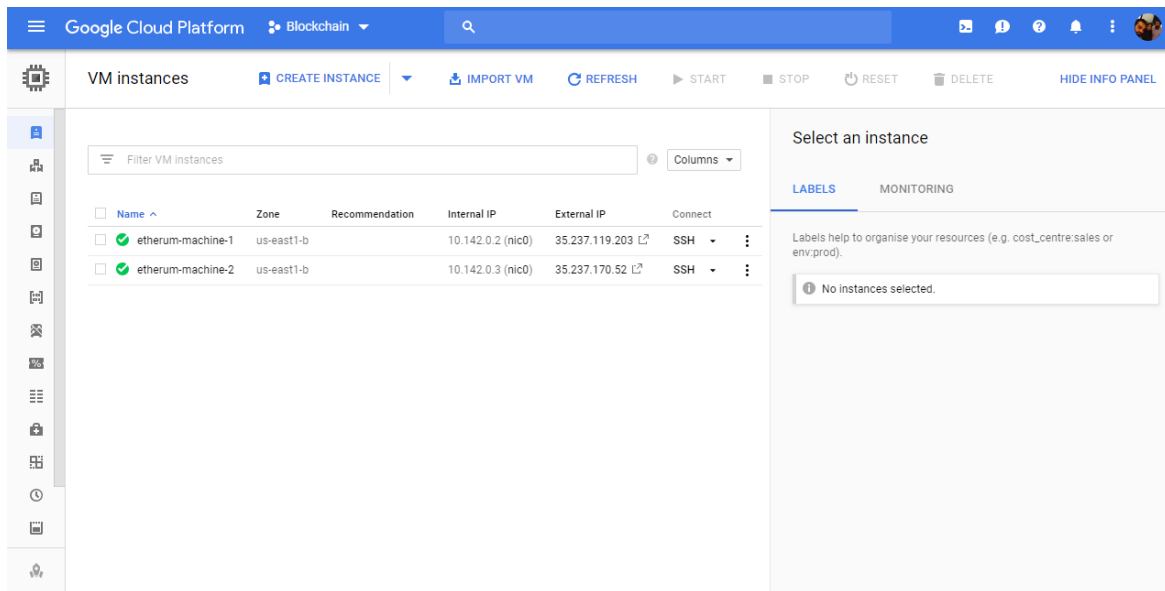 Google Cloud Platform Blockchain
VM instances CREATE INSTANCE IMPORT VM REFRESH START STOP RESET DELETE HIDE INFO PANEL
Filter VM instances Columns
Name Zone Recommendation Internal IP External IP Connect
etherum-machine-1 us-east1-b 10.142.0.2 (nic0) 35.237.119.203 SSH
etherum-machine-2 us-east1-b 10.142.0.3 (nic0) 35.237.170.52 SSH
Select an instance
LABELS MONITORING
Labels help to organise your resources (e.g. cost_centre:sales or
env:prod).
No instances selected.